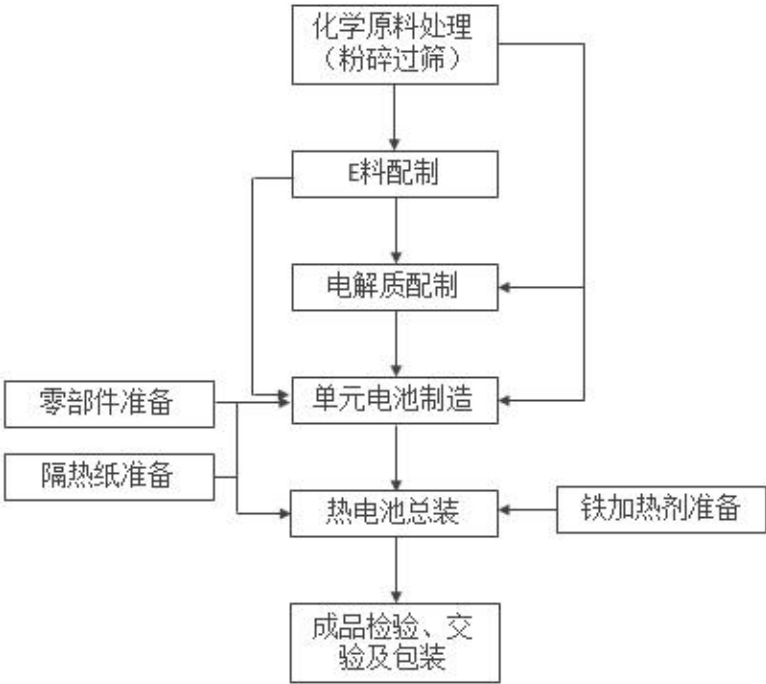 化学原料处理
（粉碎过筛）
E料配制
电解质配制
单元电池制造
零部件准备
隔热纸准备
热电池总装
铁加热剂准备
成品检验、交
验及包装